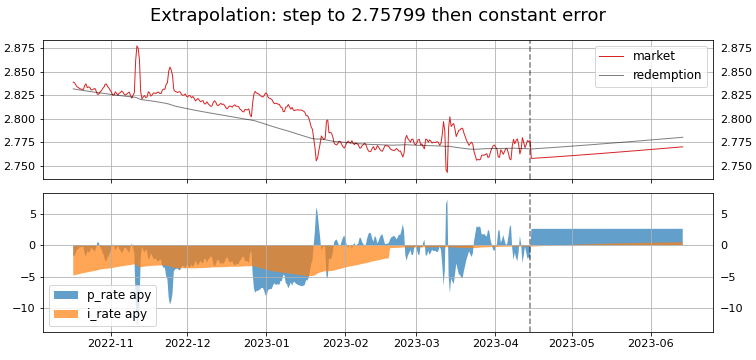 Extrapolation: step to 2.75799 then constant error
2.875 2.875
2.850 2.850
2.825 2.825
2.800 2.800
2.775 2.775
2.750 2.750
market
redemption
5 5
0 0
−5 −5
−10 −10
p_rate apy
i_rate apy
2022-11 2022-12 2023-01 2023-02 2023-03 2023-04 2023-05 2023-06